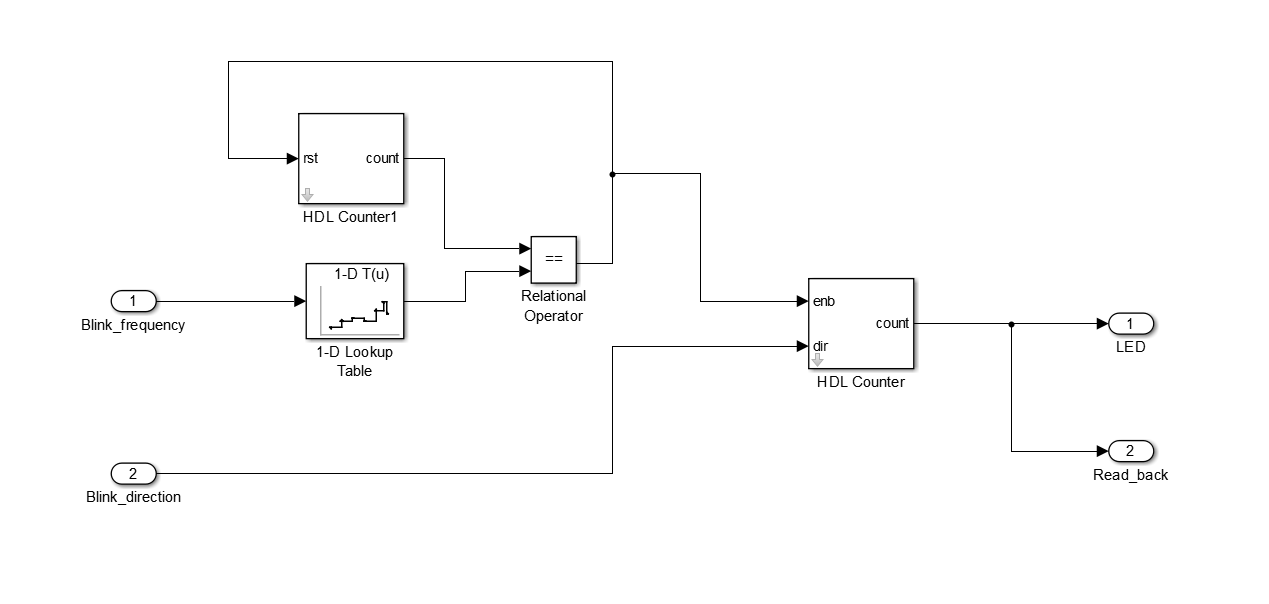 rst
count
HDL Counter1
1-D T(u)
1-D Lookup
Table
==
Relational
Operator
1
Blink_frequency
2
Blink_direction
enb
count
dir
HDL Counter
1
LED
2
Read_back